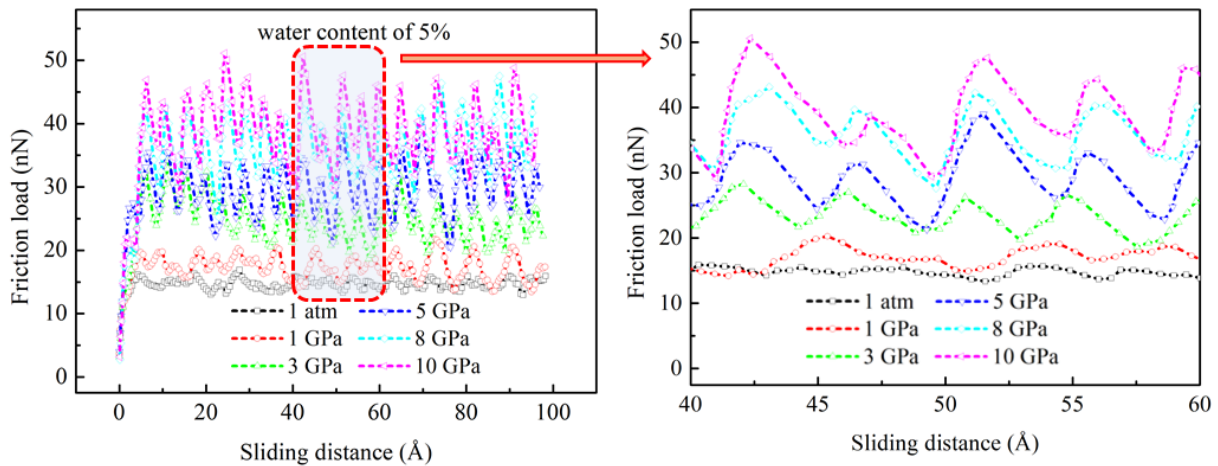 water content of 5%
Friction load (nN)
50
40
30
20
10
0
1 atm
5 GPa
1 GPa
8 GPa
3 GPa
10 GPa
0
20
40
60
80
100
Sliding distance (Å)
Friction load (nN)
50
40
30
20
10
0
1 atm
5 GPa
1 GPa
8 GPa
3 GPa
10 GPa
40
45
50
55
60
Sliding distance (Å)